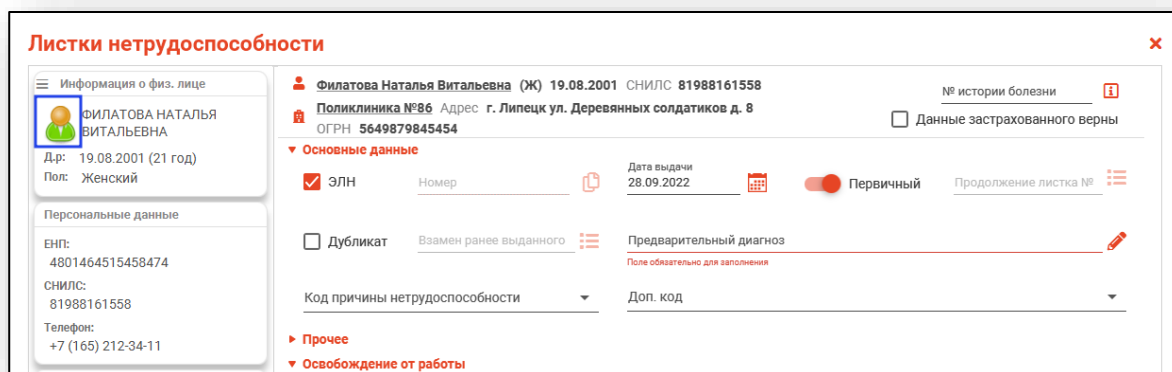 Листки нетрудоспособности
Информация о физ. лице
ФИЛАТОВА НАТАЛЬЯ
ВИТАЛЬЕВНА
Д.р: 19.08.2001 (21 год)
Пол: Женский
Персональные данные
ЕНП:
4801464515458474
СНИЛС:
81988161558
Телефон:
+7 (165) 212-34-11
Филатова Наталья Витальевна (Ж) 19.08.2001 СНИЛС 81988161558
Поликлиника №86 Адрес г. Липецк ул. Деревянных солдатиков д. 8
ОГРН 5649879845454
№ истории болезни
Данные застрахованного верны
Основные данные
ЭЛН Номер Дата выдачи 28.09.2022 Первичный Продолжение листка №
Дубликат Взамен ранее выданного Предварительный диагноз
Поле обязательно для заполнения
Код причины нетрудоспособности Доп. код
Прочее
Освобождение от работы